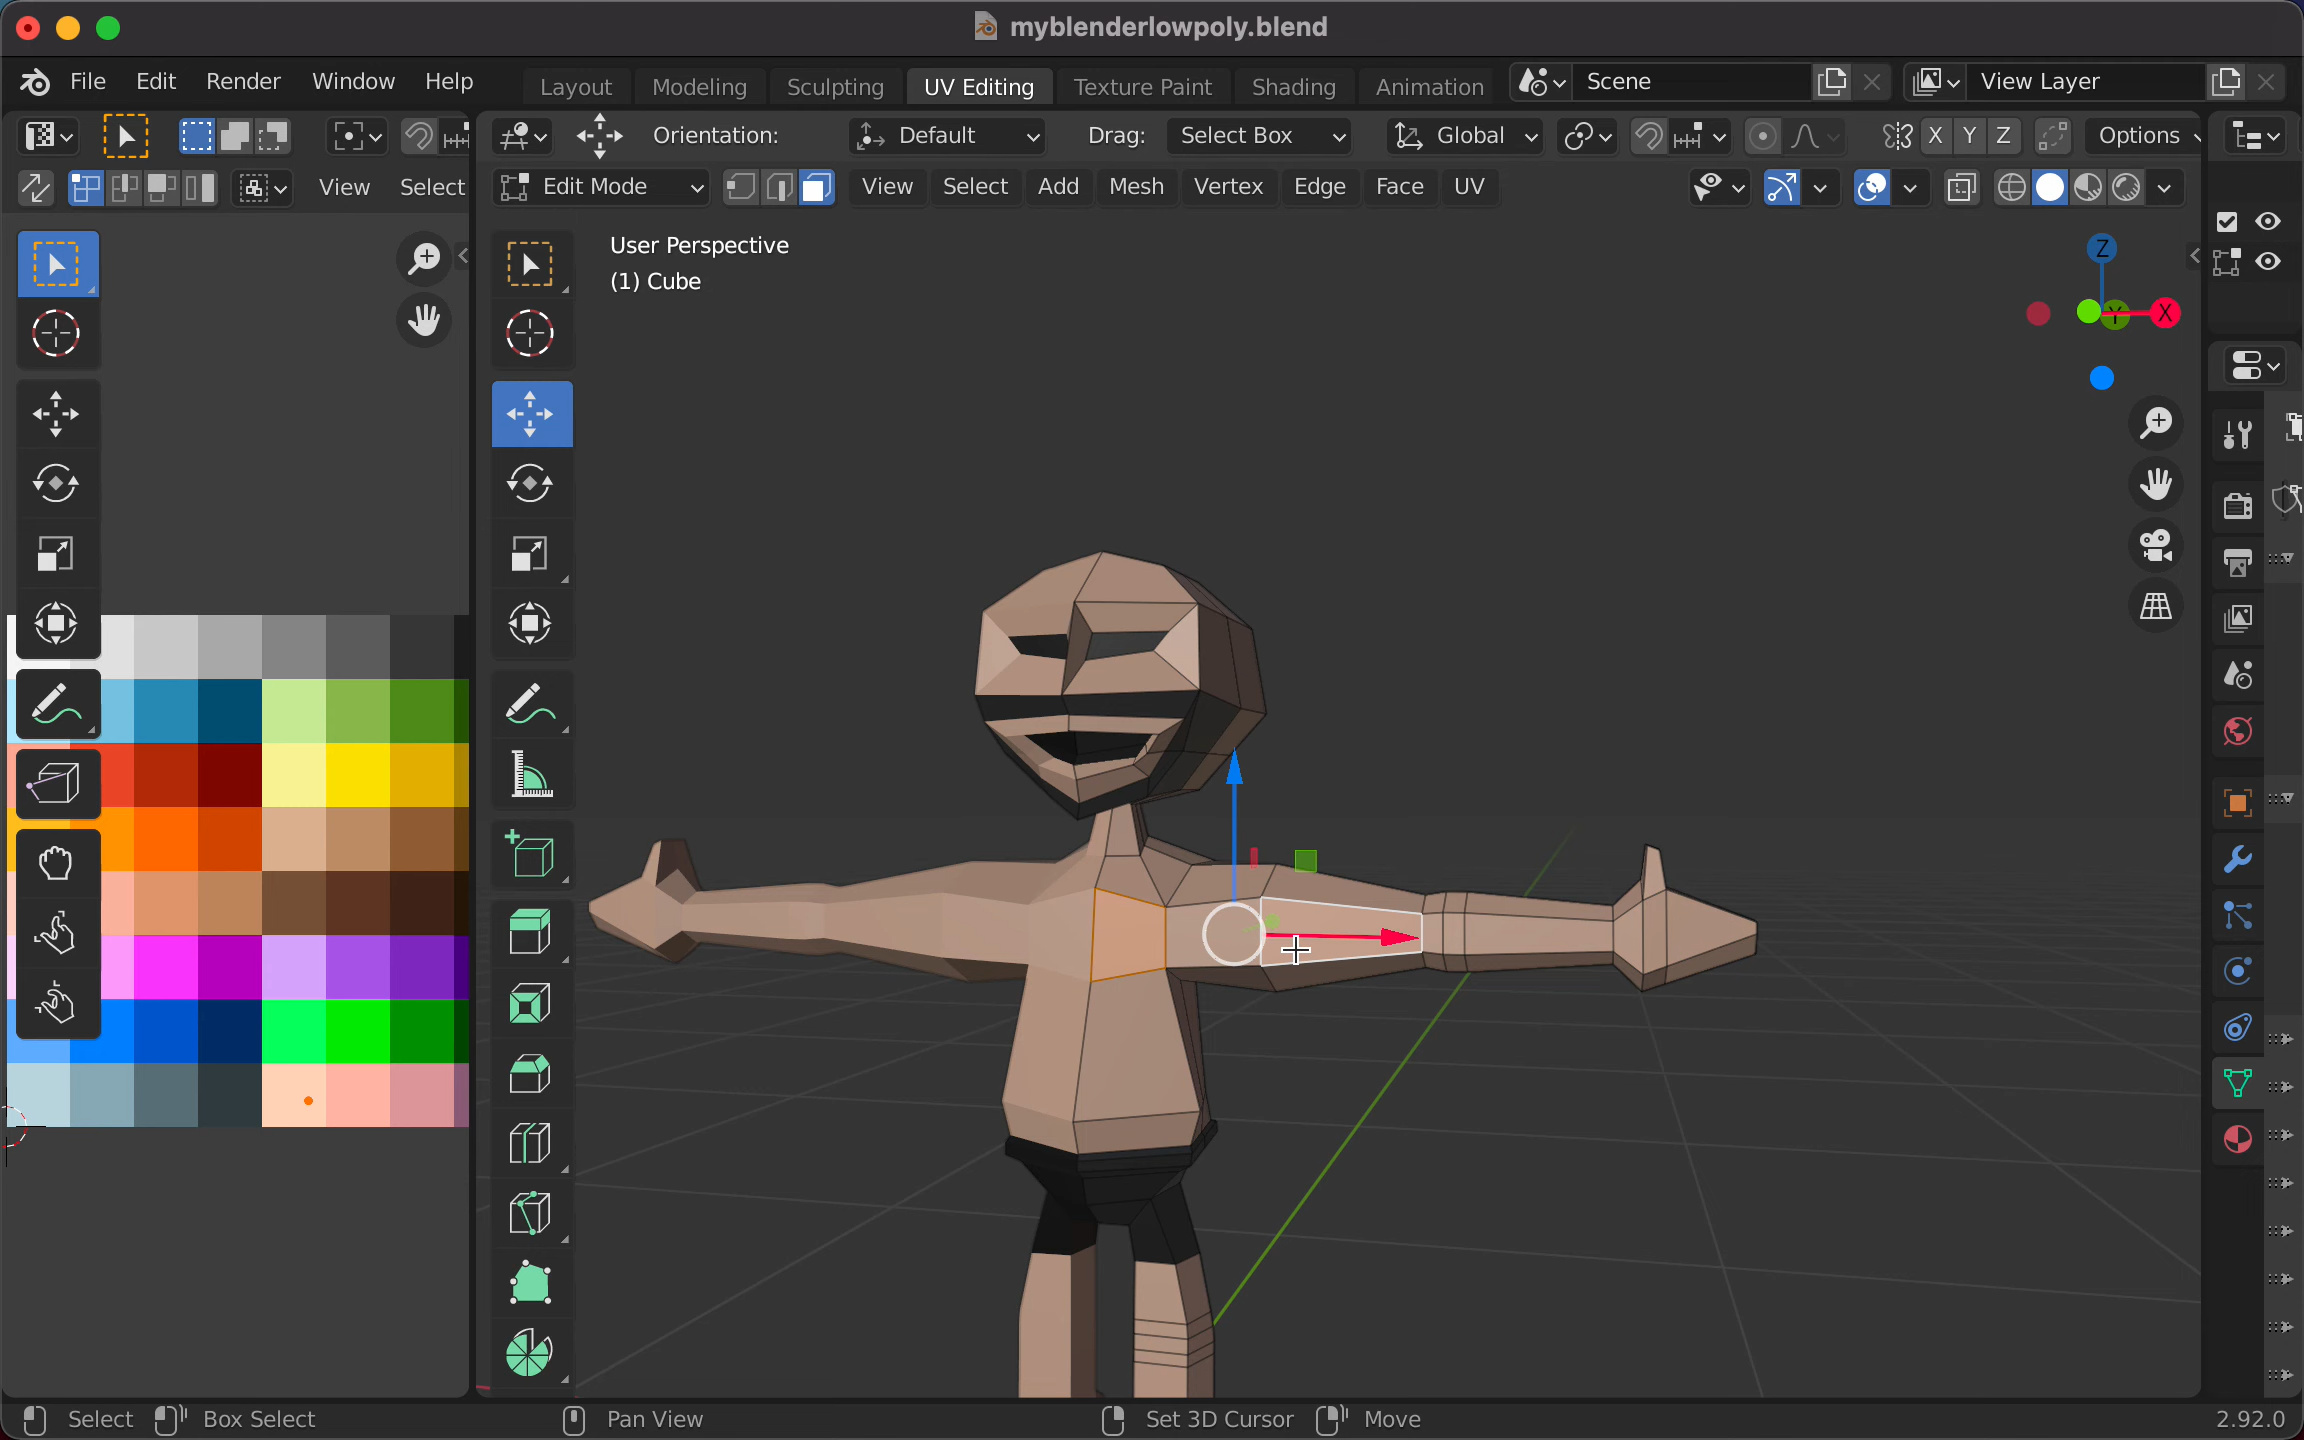 myblenderlowpoly.blend
File Edit Render Window Help Layout Modeling Sculpting UV Editing Texture Paint Shading Animation Scene View Layer
Orientation: Default Drag: Select Box Global X Y Z Options
View Select Edit Mode View Select Add Mesh Vertex Edge Face UV
User Perspective
(1) Cube
Z
Y X
Select Box Select Pan View Set 3D Cursor Move 2.92.0